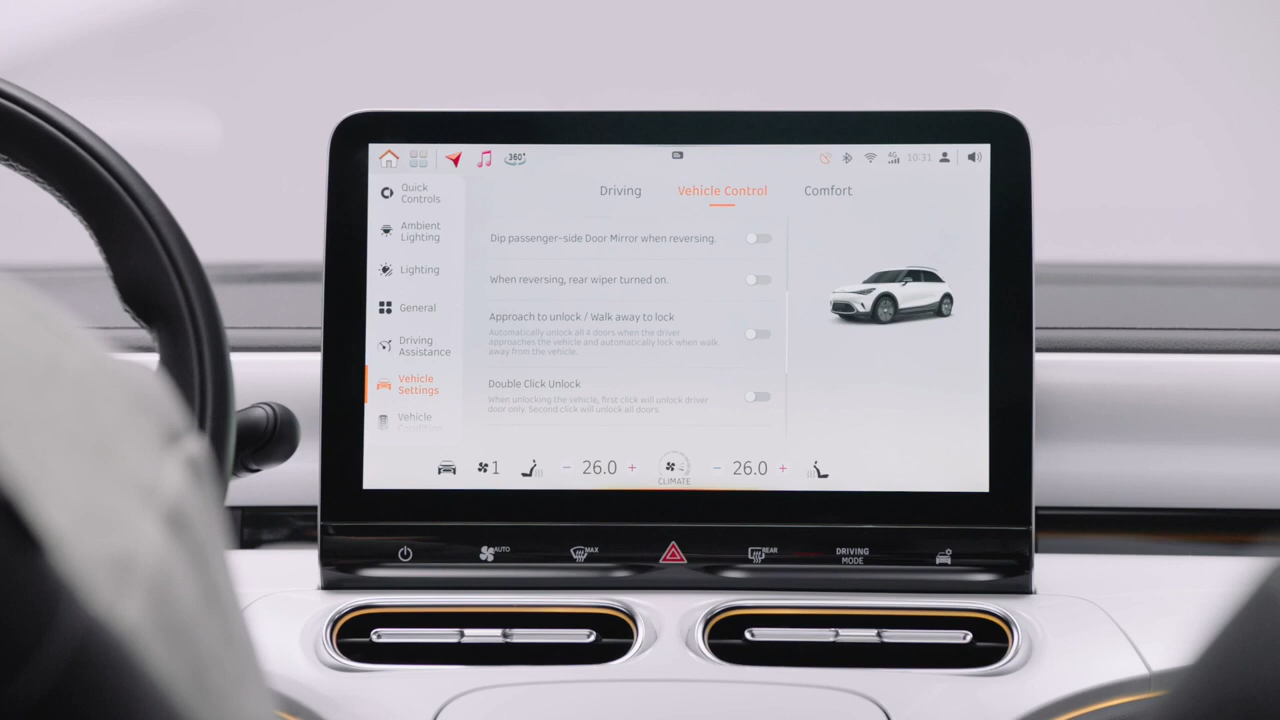 360°
4G
10:31
Quick
Controls
Ambient
Lighting
Lighting
General
Driving
Assistance
Vehicle
Settings
Vehicle
Condition
Driving
Vehicle Control
Comfort
Dip passenger-side Door Mirror when reversing.
When reversing, rear wiper turned on.
Approach to unlock / Walk away to lock
Automatically unlock all 4 doors when the driver
approaches the vehicle and automatically lock when walk
away from the vehicle.
Double Click Unlock
When unlocking the vehicle, first click will unlock driver
door only. Second click will unlock all doors.
1
− 26.0 +
CLIMATE
− 26.0 +
AUTO
MAX
REAR
DRIVING
MODE